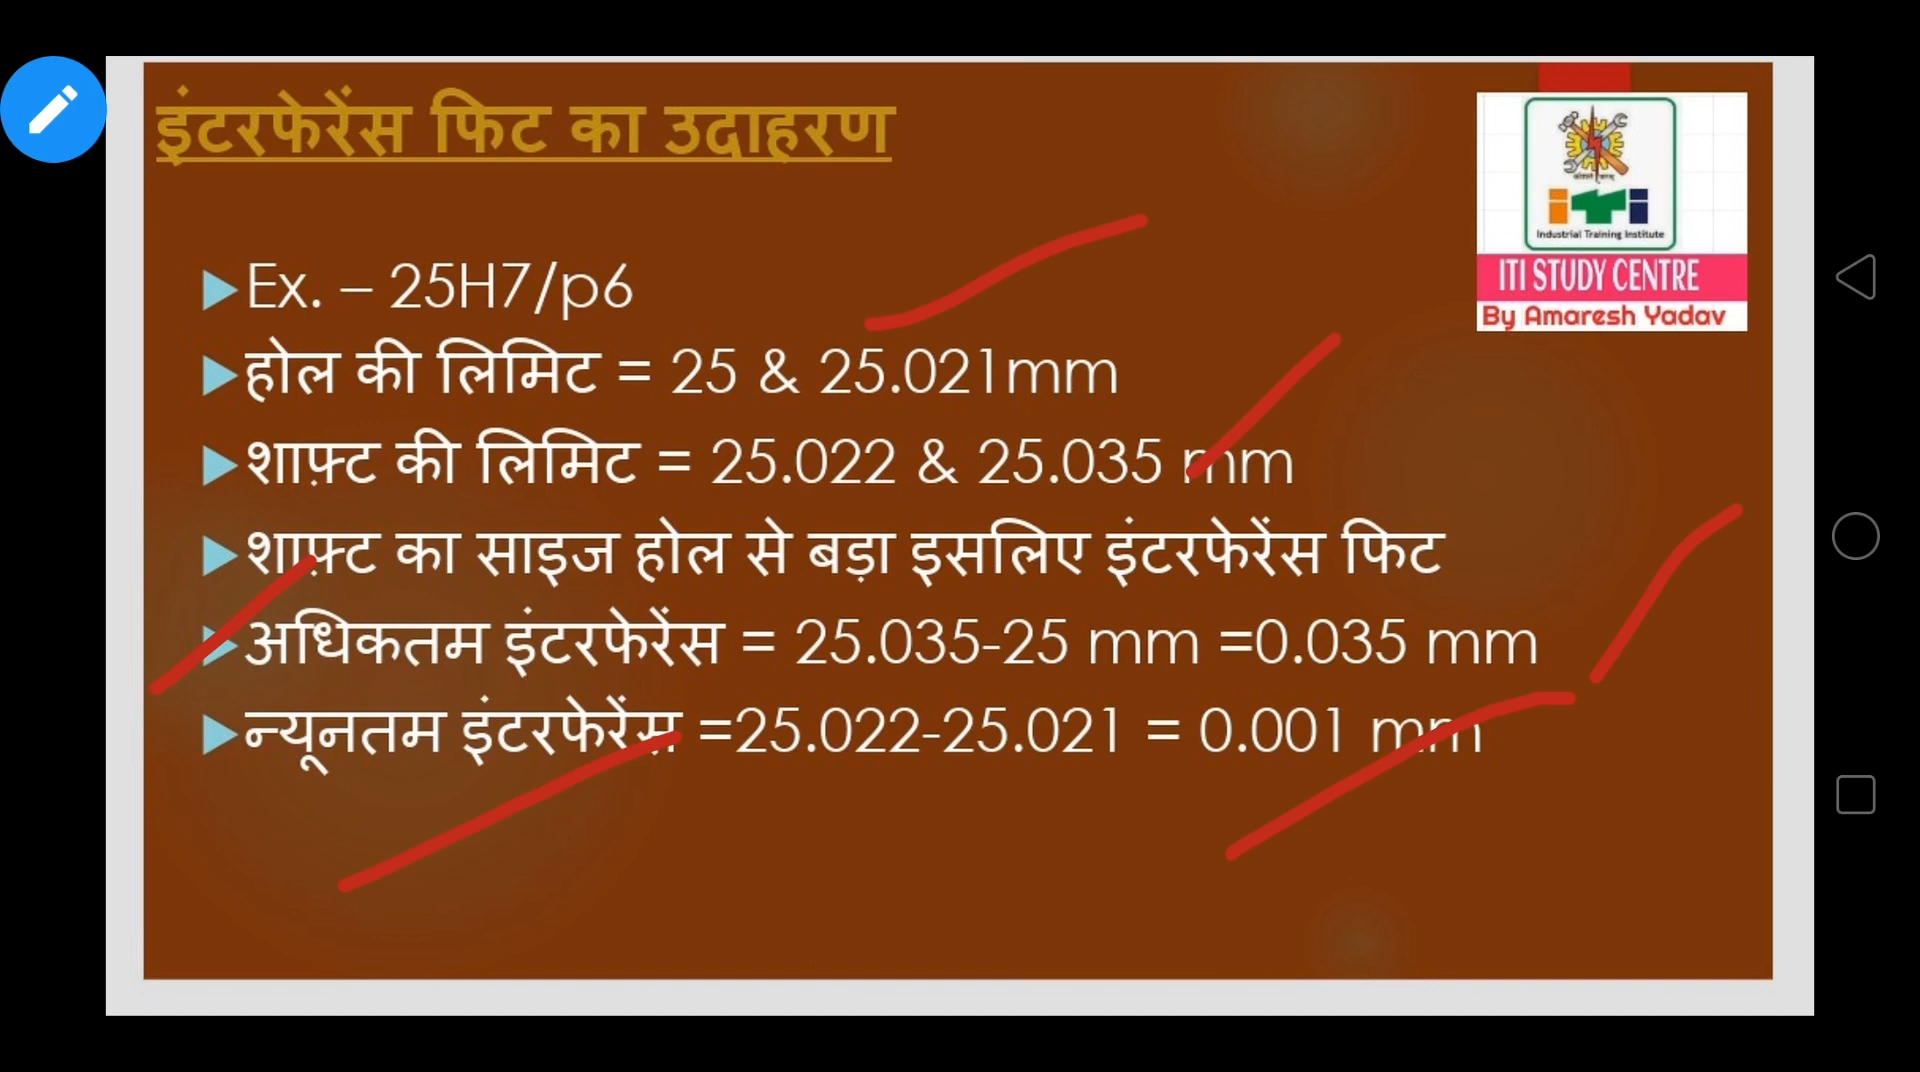 इंटरफेरेंस फिट का उदाहरण
Industrial Training Institute
ITI STUDY CENTRE
By Amaresh Yadav
Ex. – 25H7/p6
होल की लिमिट = 25 & 25.021mm
शाफ़्ट की लिमिट = 25.022 & 25.035 mm
शाफ़्ट का साइज होल से बड़ा इसलिए इंटरफेरेंस फिट
अधिकतम इंटरफेरेंस = 25.035-25 mm =0.035 mm
न्यूनतम इंटरफेरेंस =25.022-25.021 = 0.001 mm